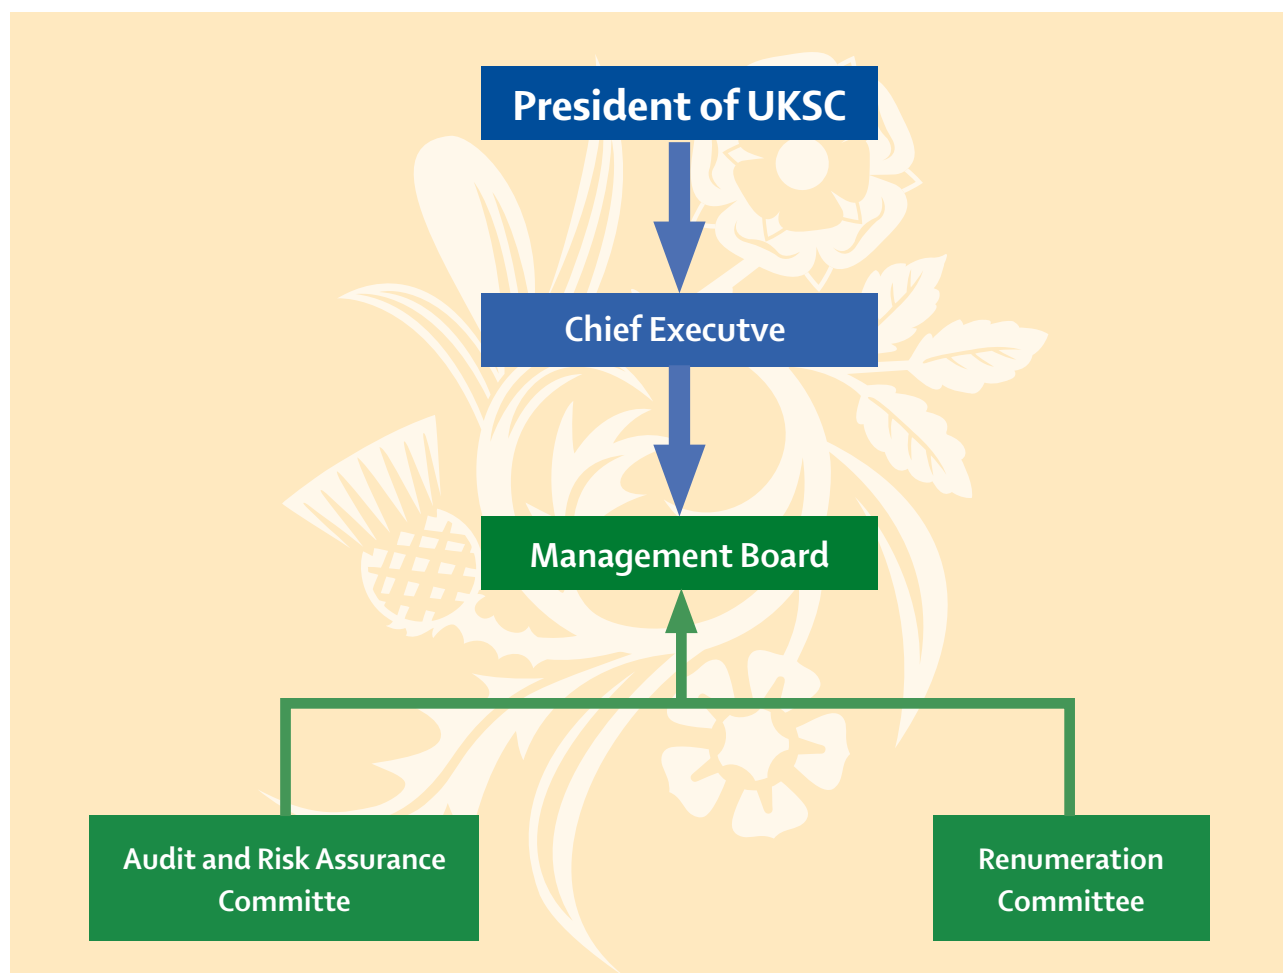 President of UKSC
Chief Executve
Management Board
Audit and Risk Assurance
Committe
Renumeration
Committee